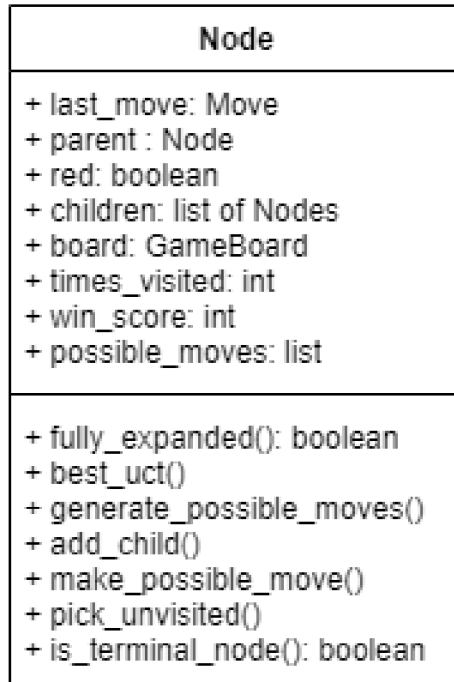 Node
+ last_move: Move
+ parent : Node
+ red: boolean
+ children: list of Nodes
+ board: GameBoard
+ times_visited: int
+ win_score: int
+ possible_moves: list
+ fully_expanded(): boolean
+ best_uct()
+ generate_possible_moves()
+ add_child()
+ make_possible_move()
+ pick_unvisited()
+ is_terminal_node(): boolean